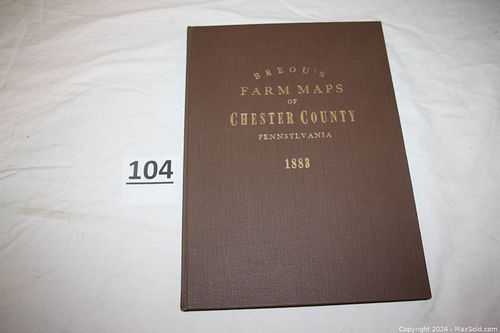 BREOU'S
FARM MAPS
OF
CHESTER COUNTY
PENNSYLVANIA
1883
104
Copyright 2024 - MaxSold.com